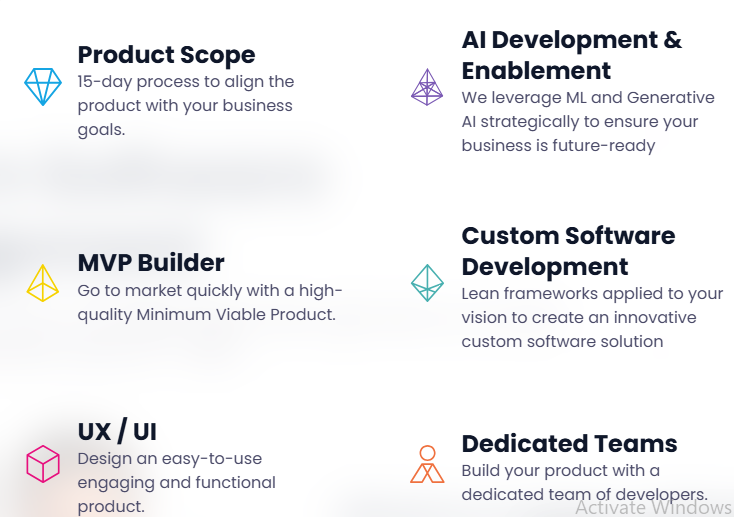 Product Scope
15-day process to align the
product with your business
goals.
AI Development &
Enablement
We leverage ML and Generative
AI strategically to ensure your
business is future-ready
MVP Builder
Go to market quickly with a high-
quality Minimum Viable Product.
Custom Software
Development
Lean frameworks applied to your
vision to create an innovative
custom software solution
UX / UI
Design an easy-to-use
engaging and functional
product.
Dedicated Teams
Build your product with a
dedicated team of developers.
Activate Windows